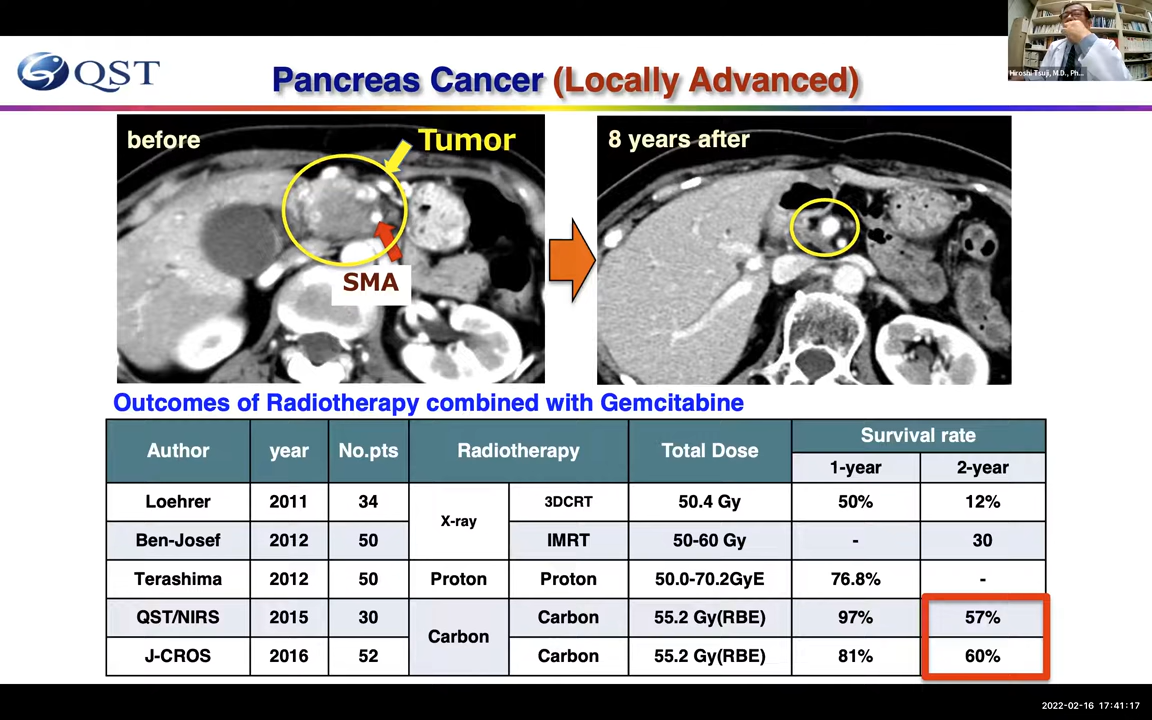 Hiroshi Tsuji, M.D., Ph...
QST
Pancreas Cancer (Locally Advanced)
before
Tumor
SMA
8 years after
Outcomes of Radiotherapy combined with Gemcitabine
Author year No.pts Radiotherapy Total Dose Survival rate
1-year 2-year
Loehrer 2011 34 X-ray 3DCRT 50.4 Gy 50% 12%
Ben-Josef 2012 50 IMRT 50-60 Gy - 30
Terashima 2012 50 Proton Proton 50.0-70.2GyE 76.8% -
QST/NIRS 2015 30 Carbon Carbon 55.2 Gy(RBE) 97% 57%
J-CROS 2016 52 Carbon 55.2 Gy(RBE) 81% 60%
2022-02-16 17:41:17